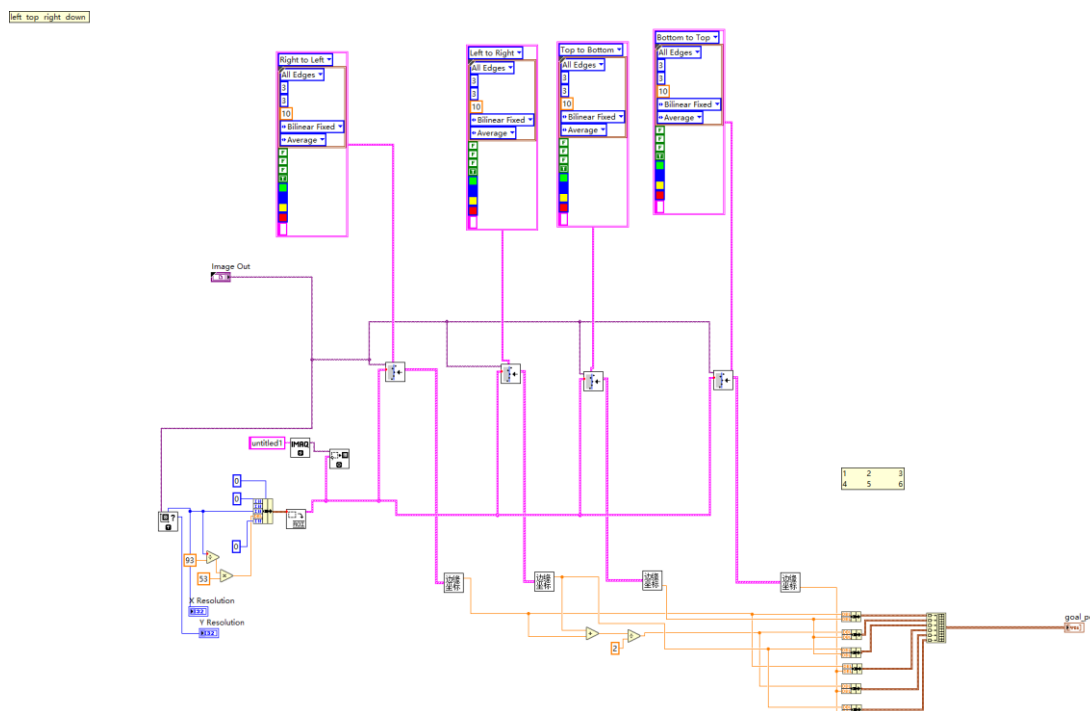 left top right down
Right to Left
All Edges
3
3
10
Bilinear Fixed
Average
F
F
F
Left to Right
All Edges
3
3
10
Bilinear Fixed
Average
F
F
F
Top to Bottom
All Edges
3
3
10
Bilinear Fixed
Average
F
F
F
Bottom to Top
All Edges
3
3
10
Bilinear Fixed
Average
F
F
Image Out
untitled1
IMAQ
0
0
0
93
53
X Resolution
I32
Y Resolution
I32
ROI
1 2 3
4 5 6
边缘
坐标
边缘
坐标
边缘
坐标
边缘
坐标
2